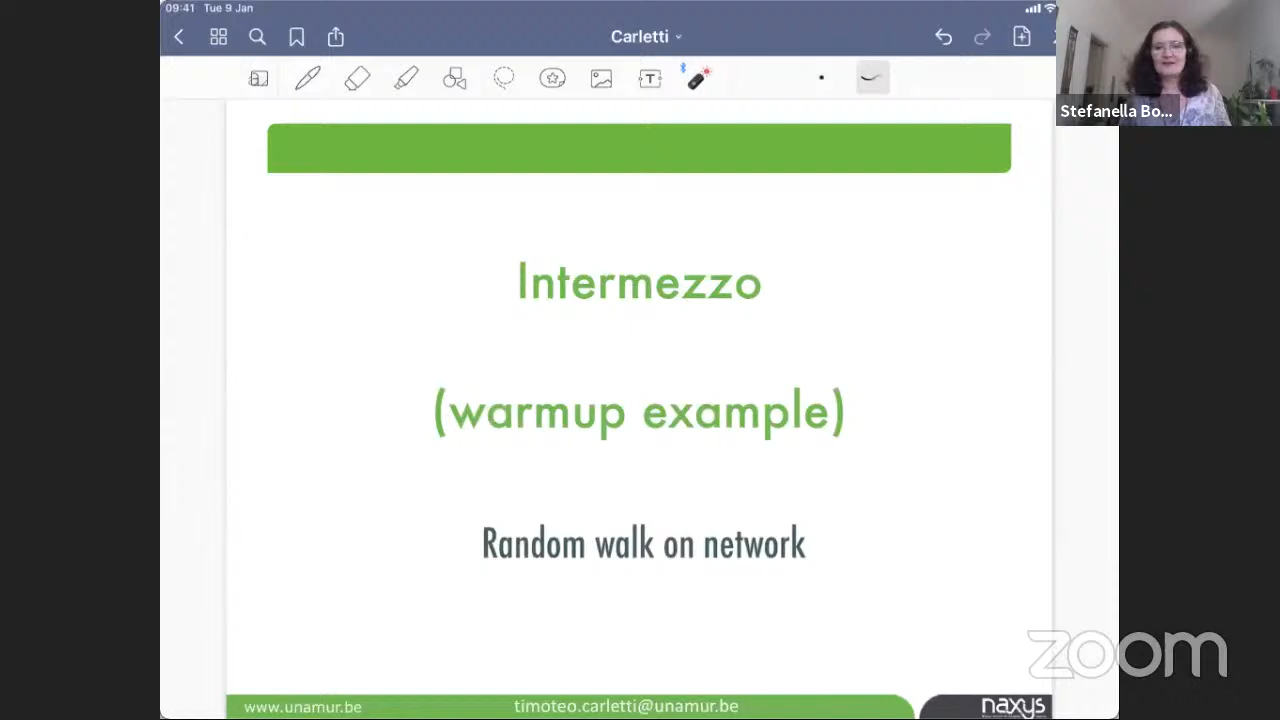 09:41 Tue 9 Jan
Carletti
T
Stefanella Bo...
Intermezzo
(warmup example)
Random walk on network
zoom
www.unamur.be
timoteo.carletti@unamur.be
naxys